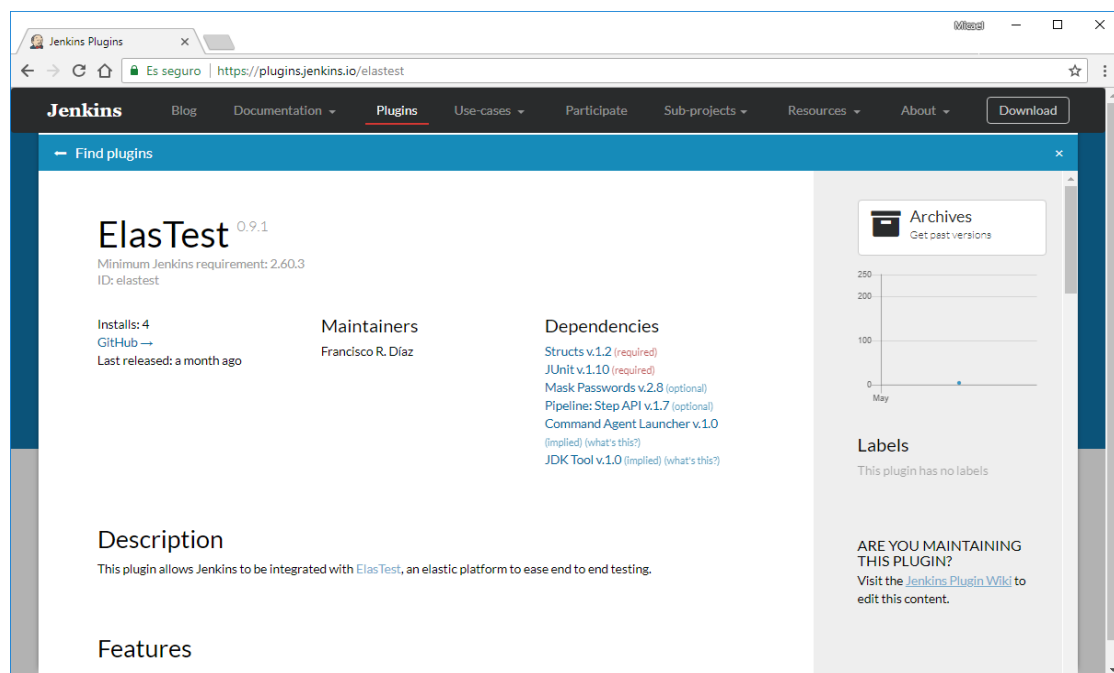 Micael
Jenkins Plugins
Es seguro | https://plugins.jenkins.io/elastest
Jenkins Blog Documentation Plugins Use-cases Participate Sub-projects Resources About Download
← Find plugins ×
ElasTest 0.9.1
Minimum Jenkins requirement: 2.60.3
ID: elastest
Installs: 4
GitHub →
Last released: a month ago
Maintainers
Francisco R. Díaz
Dependencies
Structs v.1.2 (required)
JUnit v.1.10 (required)
Mask Passwords v.2.8 (optional)
Pipeline: Step API v.1.7 (optional)
Command Agent Launcher v.1.0
(implied) (what's this?)
JDK Tool v.1.0 (implied) (what's this?)
Description
This plugin allows Jenkins to be integrated with ElasTest, an elastic platform to ease end to end testing.
Features
Archives
Get past versions
250
200
100
0
May
Labels
This plugin has no labels
ARE YOU MAINTAINING
THIS PLUGIN?
Visit the Jenkins Plugin Wiki to
edit this content.